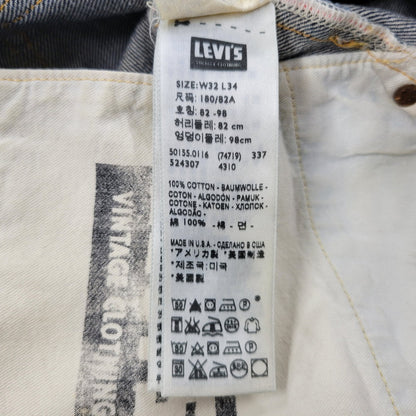 LEVI'S
VINTAGE CLOTHING
SIZE: W32 L34
尺码: 180/82A
호칭: 82 -98
허리둘레: 82 cm
엉덩이둘레: 98cm
50155.0116 (74719) 337
524307 4310
100% COTTON - BAUMWOLLE -
COTON - ALGODÓN - PAMUK -
COTONE - KATOEN - ХЛОПОК -
ALGODÃO -
綿 100% - 棉 - 면 -
MADE IN U.S.A. - СДЕЛАНО В США
*アメリカ製 *美国制造
*제조국: 미국
*美國製
VINTAGE CLOTHING